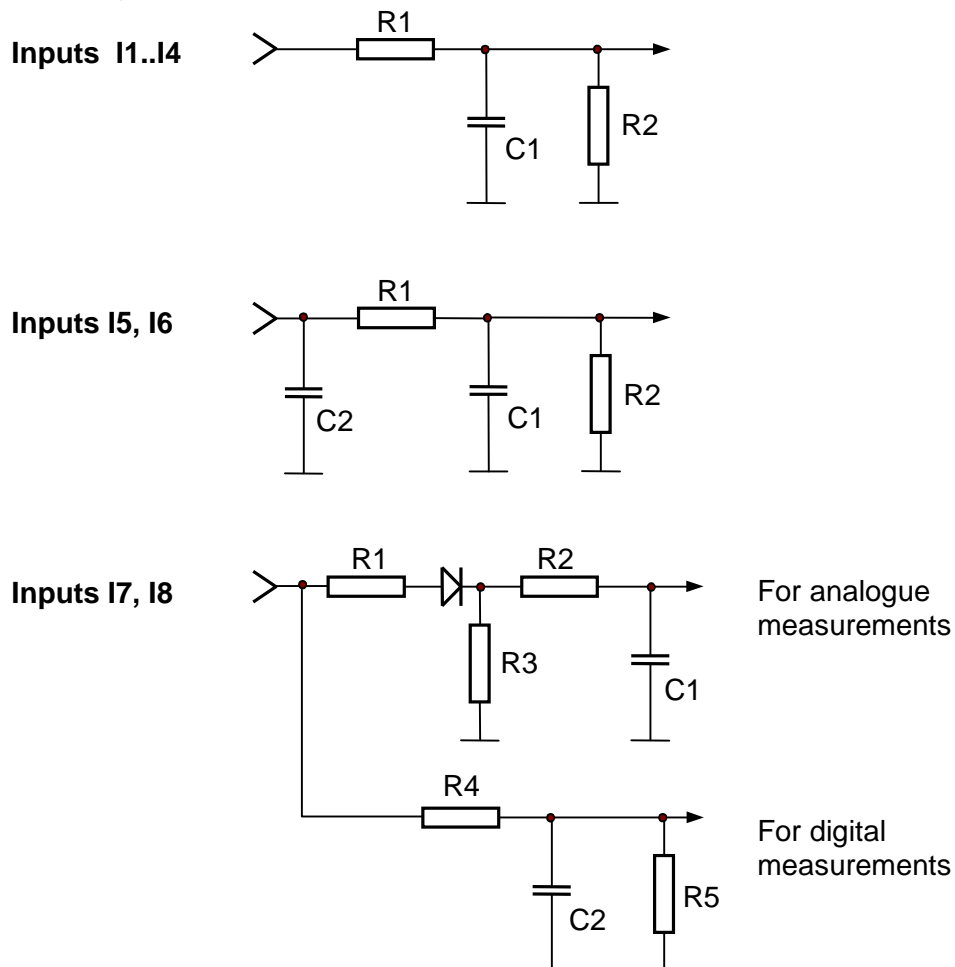 R1
Inputs I1..I4
R2
C1
R1
Inputs I5, I6
R2
C2
C1
R1
R2
Inputs I7, I8
For analogue
measurements
R3
C1
R4
For digital
measurements
C2
R5